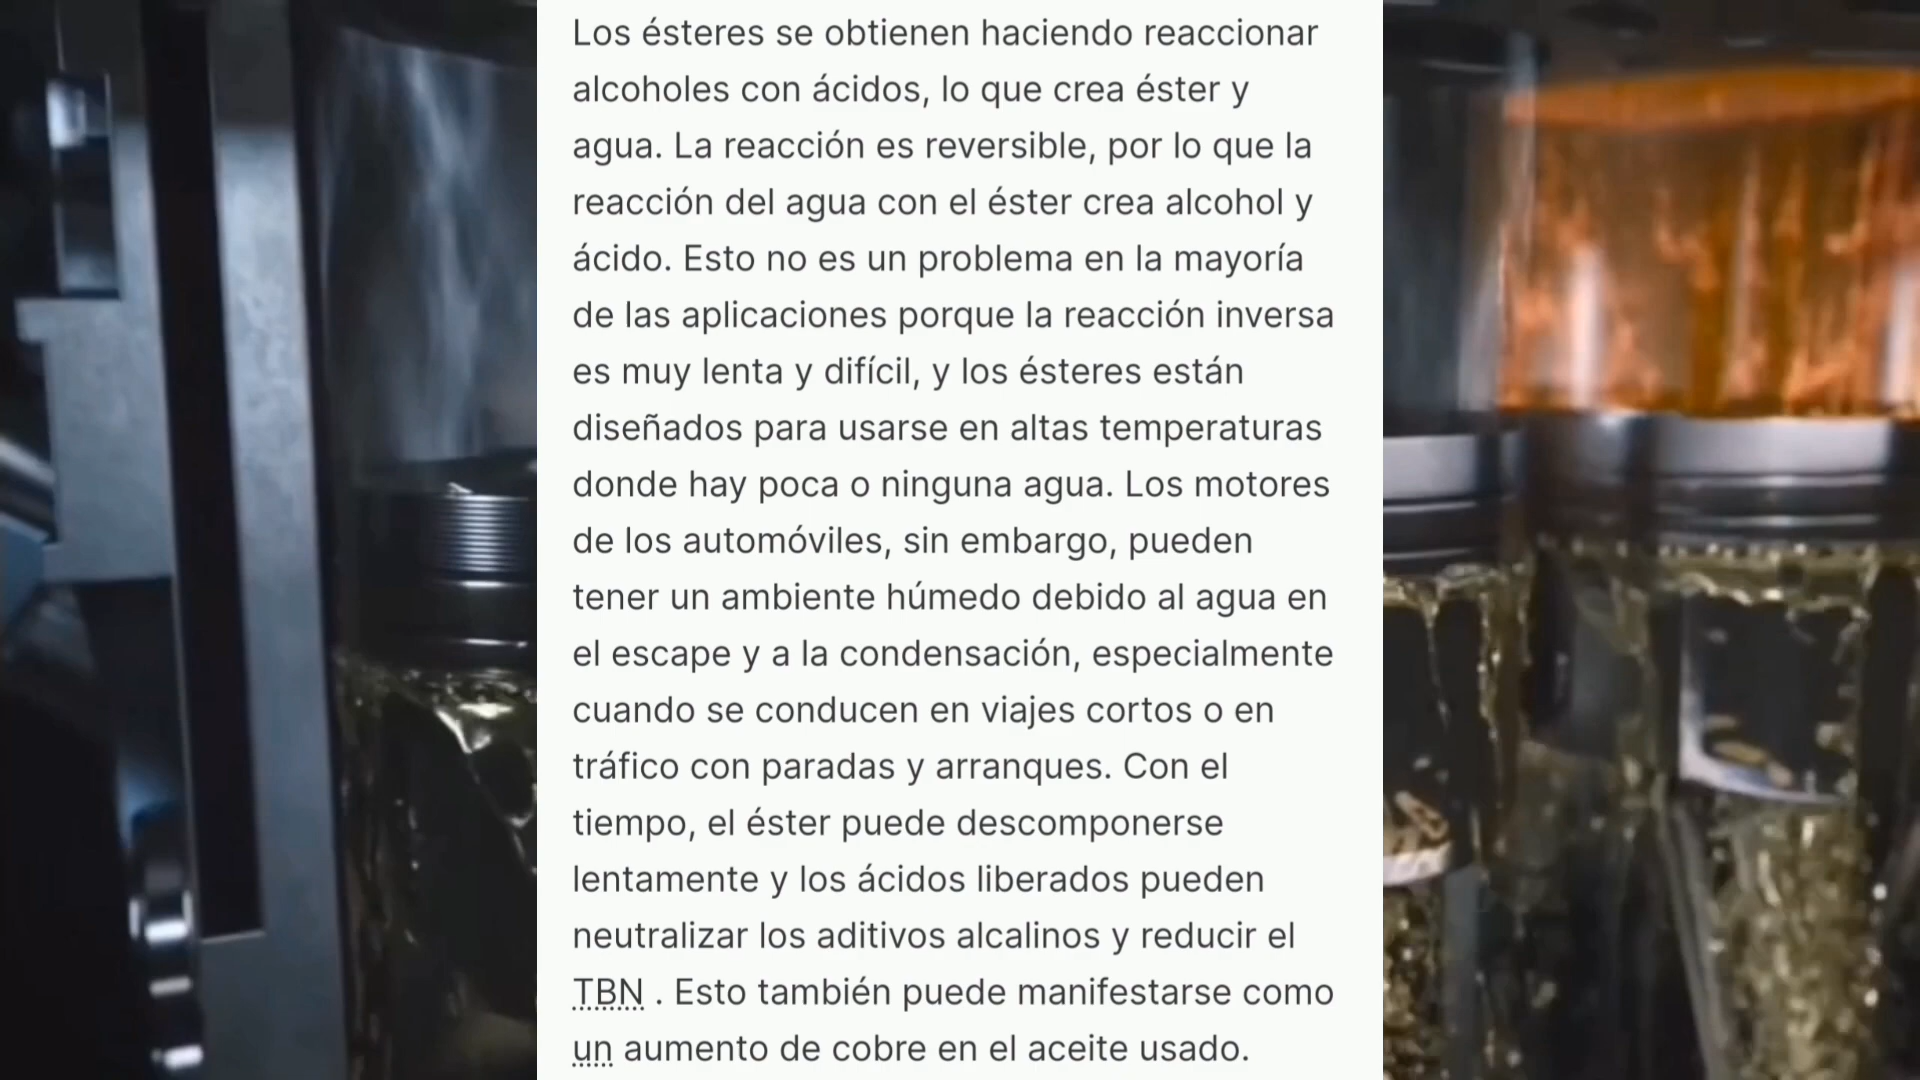 Los ésteres se obtienen haciendo reaccionar
alcoholes con ácidos, lo que crea éster y
agua. La reacción es reversible, por lo que la
reacción del agua con el éster crea alcohol y
ácido. Esto no es un problema en la mayoría
de las aplicaciones porque la reacción inversa
es muy lenta y difícil, y los ésteres están
diseñados para usarse en altas temperaturas
donde hay poca o ninguna agua. Los motores
de los automóviles, sin embargo, pueden
tener un ambiente húmedo debido al agua en
el escape y a la condensación, especialmente
cuando se conducen en viajes cortos o en
tráfico con paradas y arranques. Con el
tiempo, el éster puede descomponerse
lentamente y los ácidos liberados pueden
neutralizar los aditivos alcalinos y reducir el
TBN . Esto también puede manifestarse como
un aumento de cobre en el aceite usado.